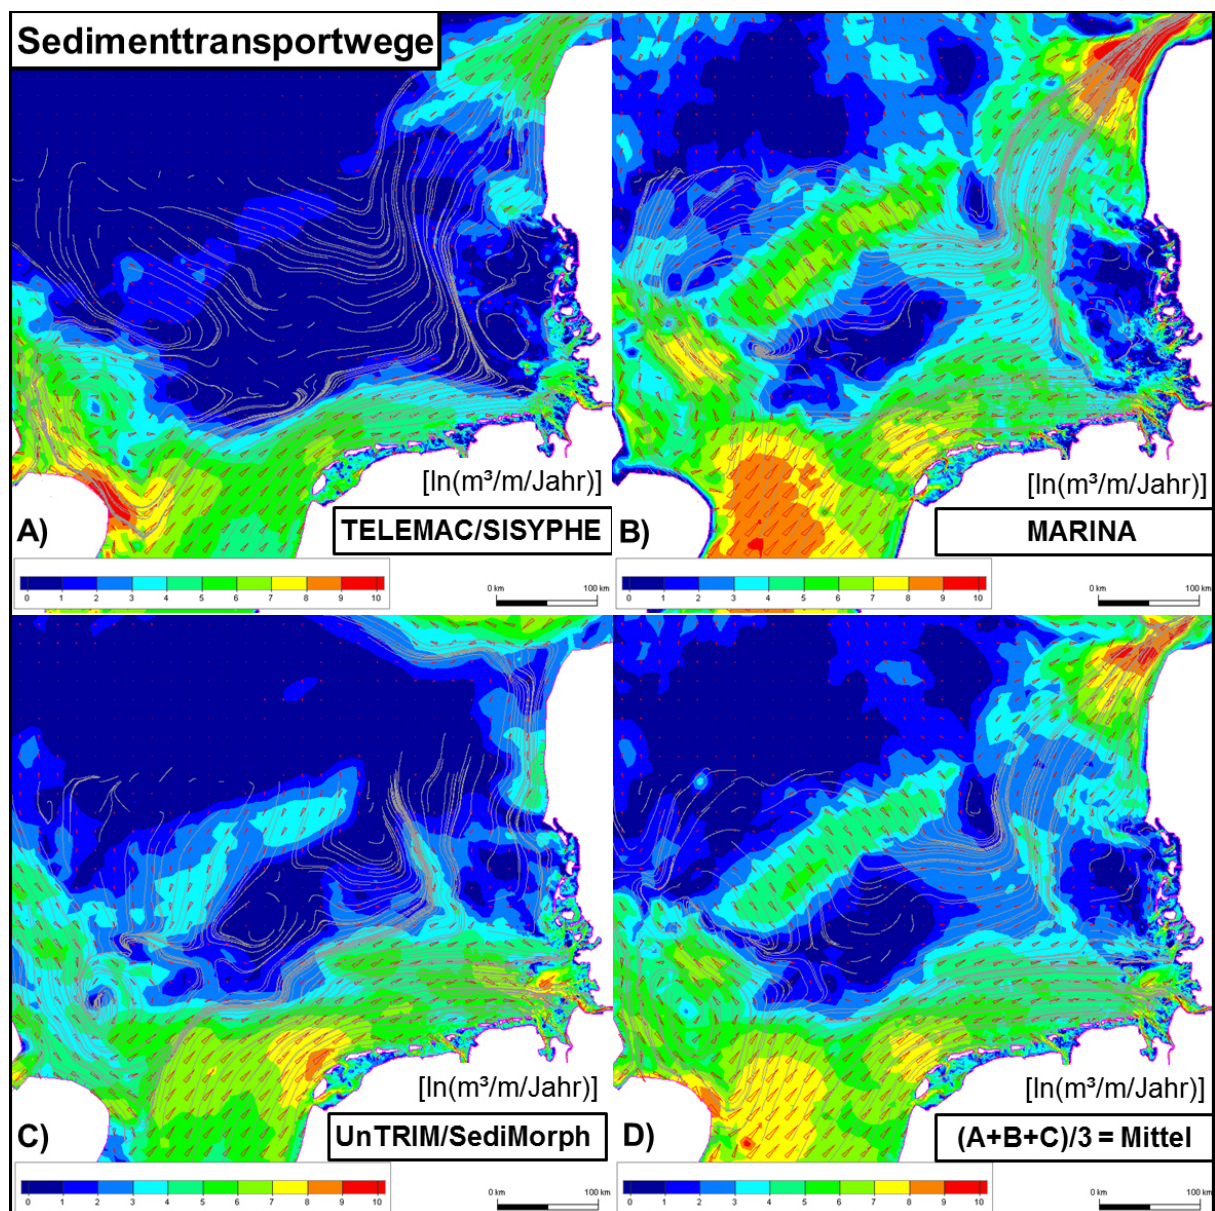 Sedimenttransportwege
[ln(m³/m/Jahr)]
A)
TELEMAC/SISYPHE
0 1 2 3 4 5 6 7 8 9 10
0 km 100 km
[ln(m³/m/Jahr)]
B)
MARINA
0 1 2 3 4 5 6 7 8 9 10
0 km 100 km
[ln(m³/m/Jahr)]
C)
UnTRIM/SediMorph
0 1 2 3 4 5 6 7 8 9 10
0 km 100 km
[ln(m³/m/Jahr)]
D)
(A+B+C)/3 = Mittel
0 1 2 3 4 5 6 7 8 9 10
0 km 100 km